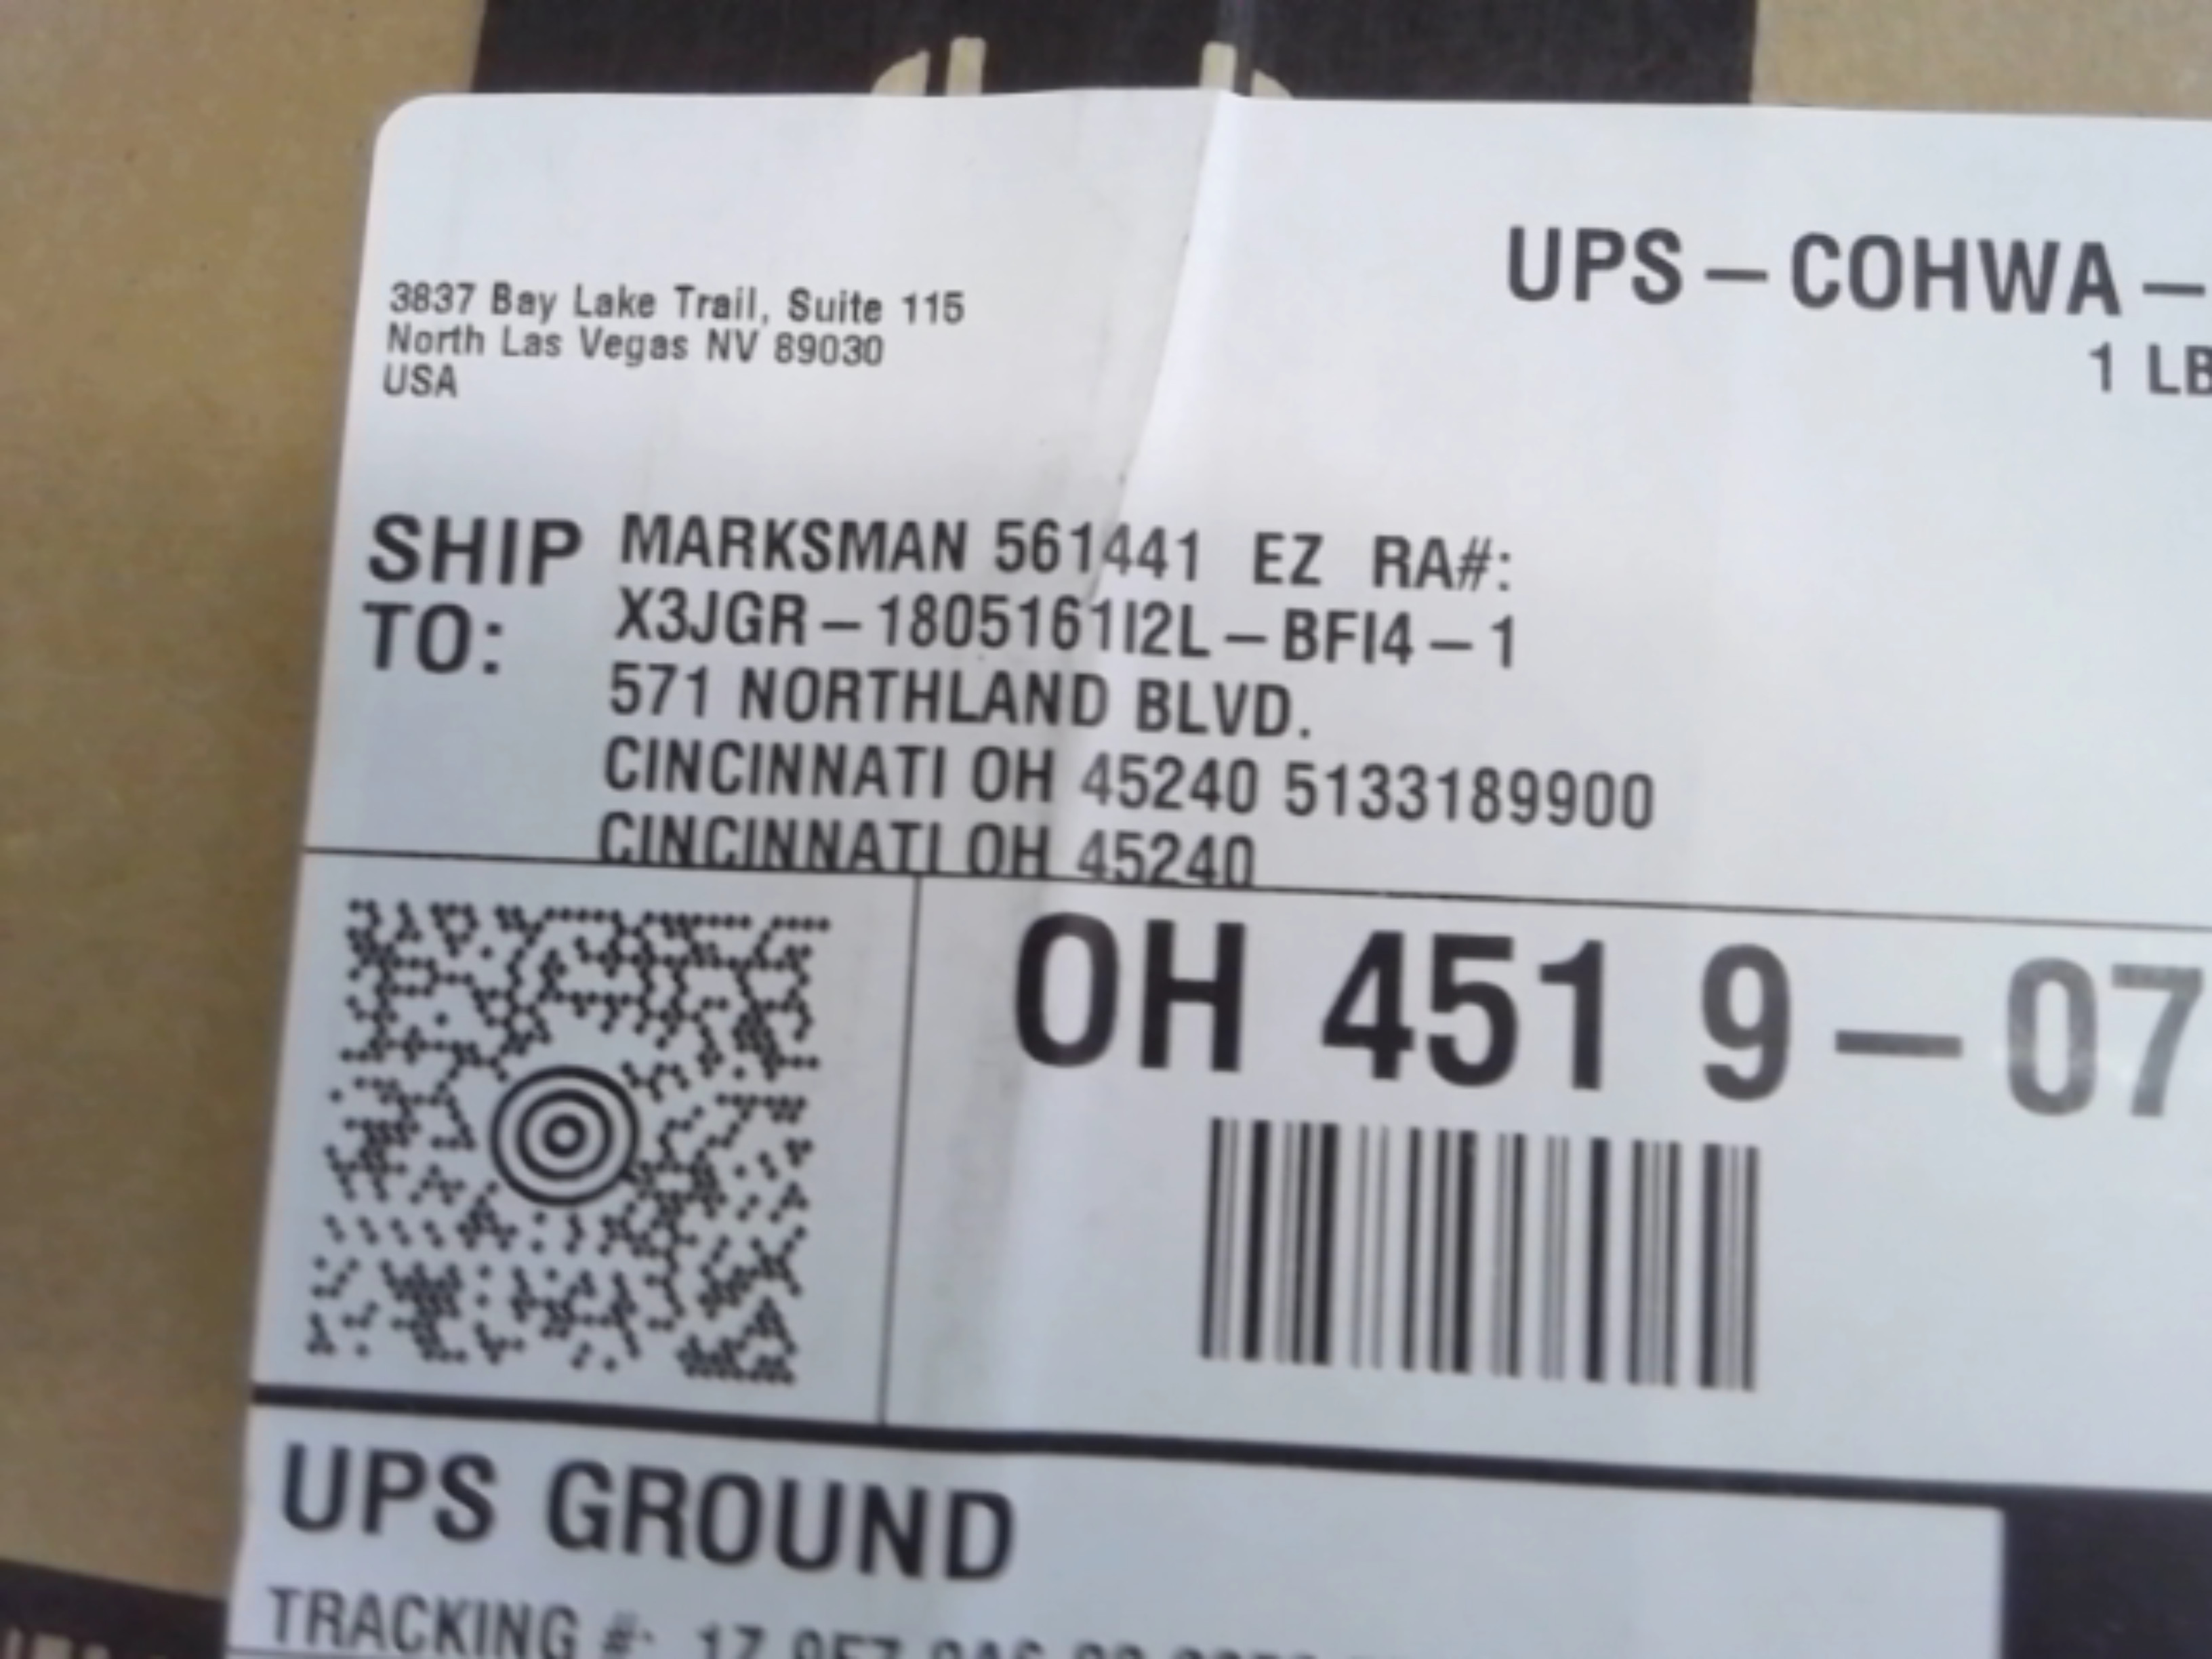 3837 Bay Lake Trail, Suite 115
North Las Vegas NV 89030
USA
UPS-COHWA-
1 LB
SHIP TO:
MARKSMAN 561441 EZ RA#:
X3JGR-1805161I2L-BFI4-1
571 NORTHLAND BLVD.
CINCINNATI OH 45240 5133189900
CINCINNATI OH 45240
OH 451 9-07
UPS GROUND
TRACKING #: 1Z